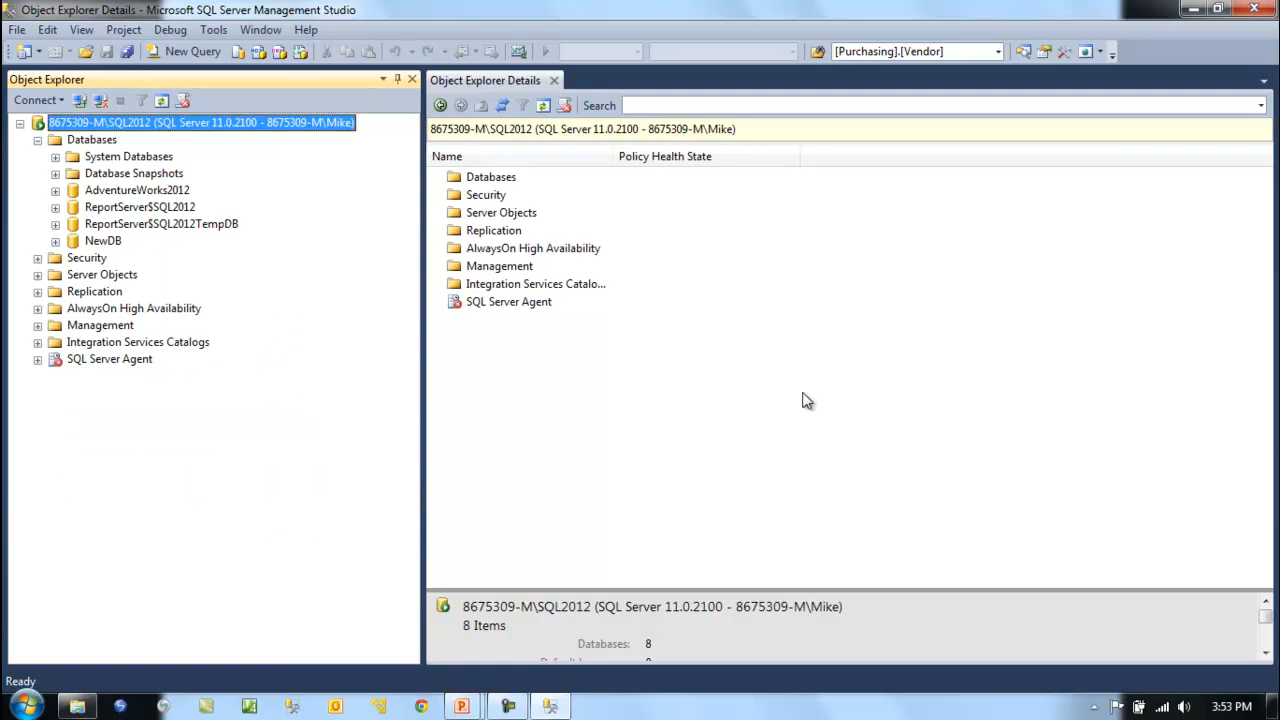 Object Explorer Details - Microsoft SQL Server Management Studio
File Edit View Project Debug Tools Window Help
New Query [Purchasing].[Vendor]
Object Explorer
Connect
8675309-M\SQL2012 (SQL Server 11.0.2100 - 8675309-M\Mike)
Databases
System Databases
Database Snapshots
AdventureWorks2012
ReportServer$SQL2012
ReportServer$SQL2012TempDB
NewDB
Security
Server Objects
Replication
AlwaysOn High Availability
Management
Integration Services Catalogs
SQL Server Agent
Object Explorer Details
Search
8675309-M\SQL2012 (SQL Server 11.0.2100 - 8675309-M\Mike)
Name Policy Health State
Databases
Security
Server Objects
Replication
AlwaysOn High Availability
Management
Integration Services Catalo...
SQL Server Agent
8675309-M\SQL2012 (SQL Server 11.0.2100 - 8675309-M\Mike)
8 Items
Databases: 8
Ready
3:53 PM